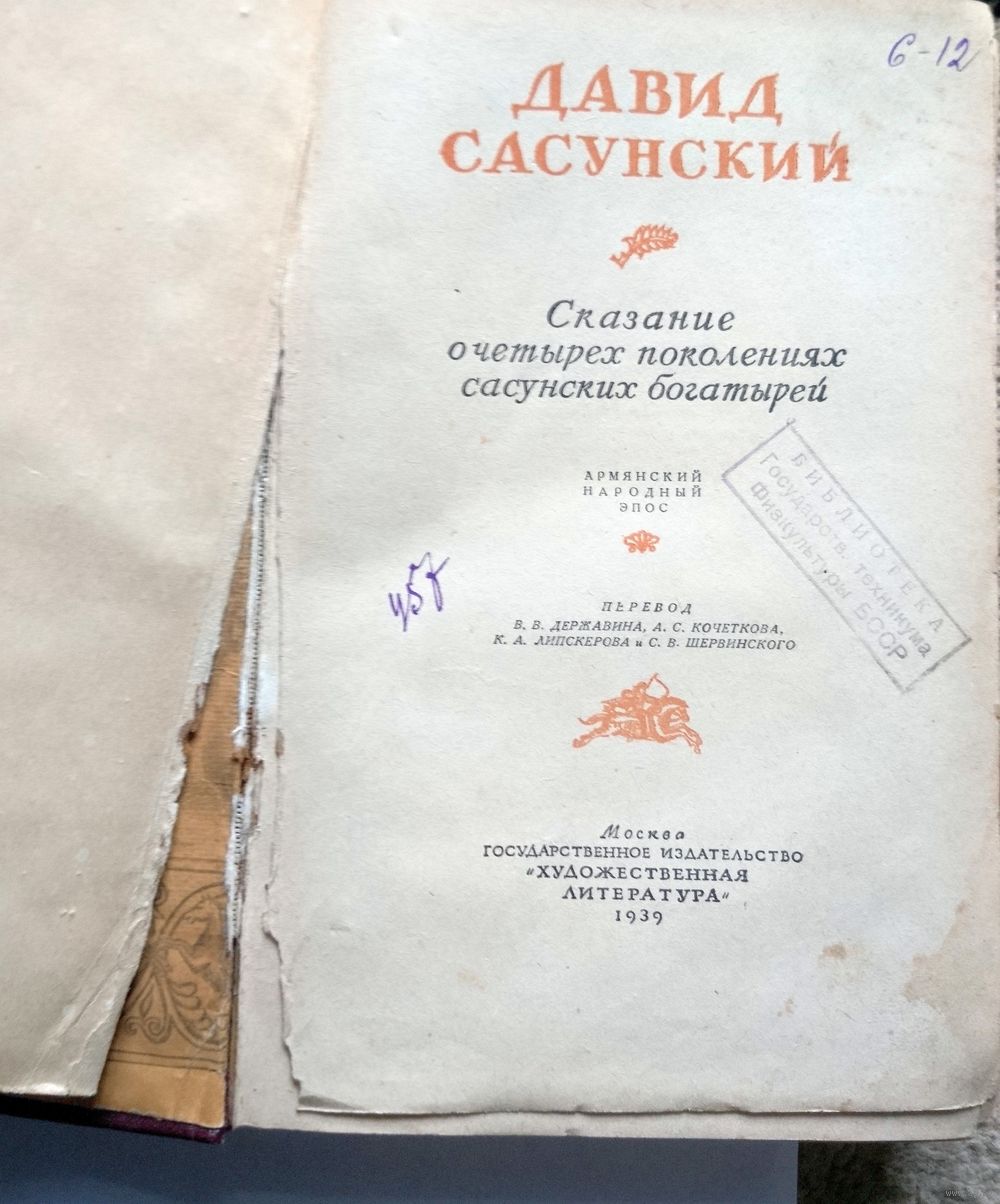 6-12
ДАВИД
САСУНСКИЙ
Сказание
о четырех поколениях
сасунских богатырей
АРМЯНСКИЙ
НАРОДНЫЙ
ЭПОС
БИБЛИОТЕКА
Государств. техникума
Физкультуры БССР
ПЕРЕВОД
В. В. ДЕРЖАВИНА, А. С. КОЧЕТКОВА,
К. А. ЛИПСКЕРОВА и С. В. ШЕРВИНСКОГО
Москва
ГОСУДАРСТВЕННОЕ ИЗДАТЕЛЬСТВО
„ХУДОЖЕСТВЕННАЯ
ЛИТЕРАТУРА"
1939